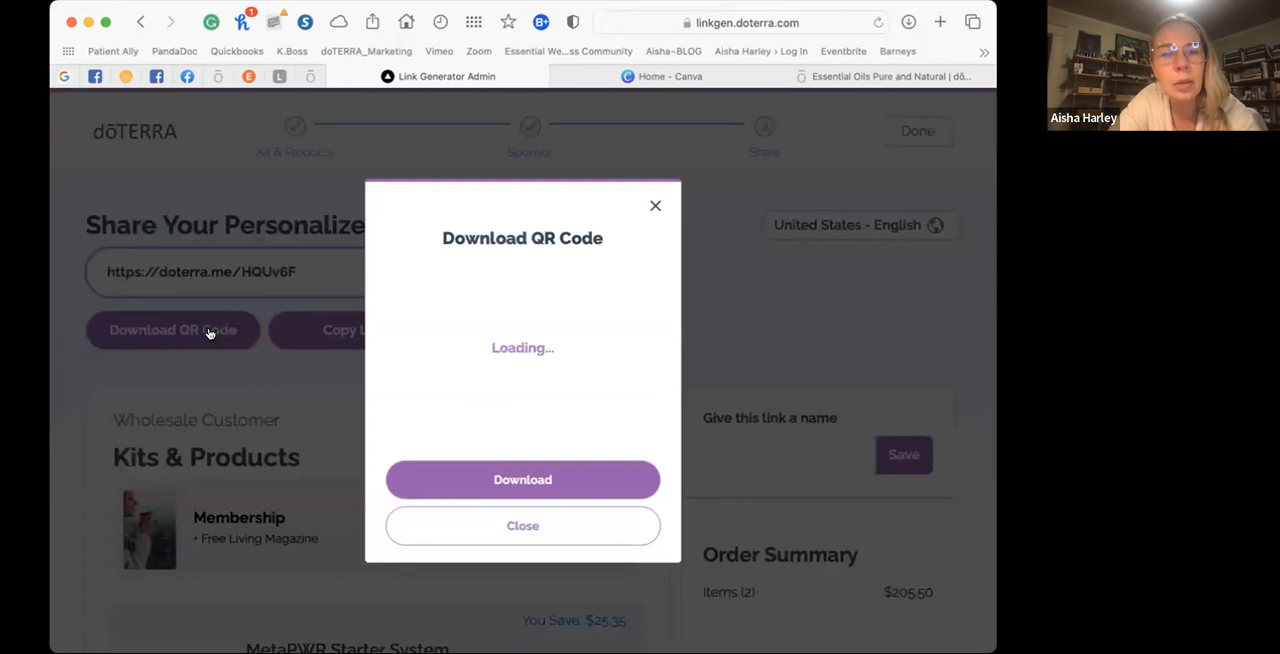 1
linkgen.doterra.com
Patient Ally PandaDoc Quickbooks K.Boss doTERRA_Marketing Vimeo Zoom Essential We...ss Community Aisha~BLOG Aisha Harley > Log In Eventbrite Barneys
Link Generator Admin Home - Canva Essential Oils Pure and Natural | dō...
Aisha Harley
dōTERRA
Kit & Products Sponsor 3 Share Done
Share Your Personalize
United States - English
https://doterra.me/HQUv6F
Download QR Code Copy L
Download QR Code
Loading...
Download
Close
Wholesale Customer
Kits & Products
Membership
• Free Living Magazine
You Save: $25.35
MetaPWR Starter System
Give this link a name
Save
Order Summary
Items (2) $205.50